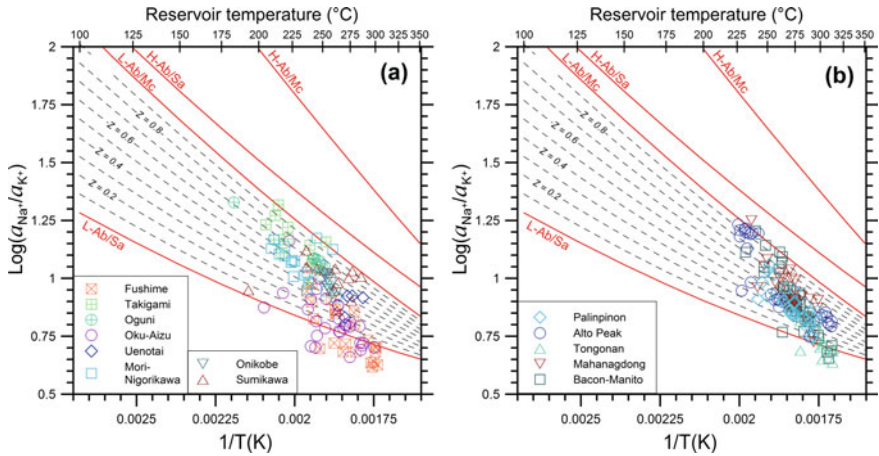 Reservoir temperature (°C)
100 125 150 175 200 225 250 275 300 325 350
(a)
L-Ab/Mc
H-Ab/Sa
H-Ab/Mc
Z = 0.8
Z = 0.6
Z = 0.4
Z = 0.2
L-Ab/Sa
Log(aNa+/aK+)
2
1.75
1.5
1.25
1
0.75
0.5
Fushime
Takigami
Oguni
Oku-Aizu
Uenotai
Mori-
Nigorikawa
Onikobe
Sumikawa
0.0025 0.00225 0.002 0.00175
1/T(K)
Reservoir temperature (°C)
100 125 150 175 200 225 250 275 300 325 350
(b)
L-Ab/Mc
H-Ab/Sa
H-Ab/Mc
Z = 0.8
Z = 0.6
Z = 0.4
Z = 0.2
L-Ab/Sa
Log(aNa+/aK+)
2
1.75
1.5
1.25
1
0.75
0.5
Palinpinon
Alto Peak
Tongonan
Mahanagdong
Bacon-Manito
0.0025 0.00225 0.002 0.00175
1/T(K)